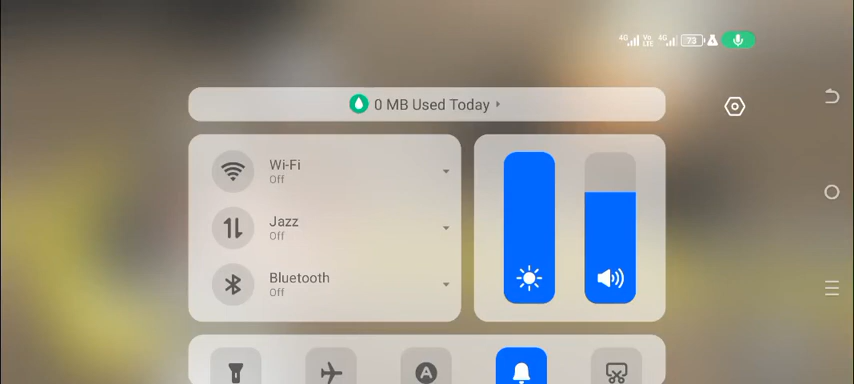 4G Vo LTE 4G 73
0 MB Used Today
Wi-Fi
Off
Jazz
Off
Bluetooth
Off
A